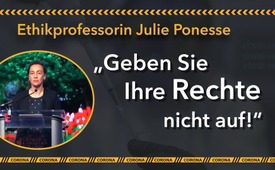 Ethikprofessorin Julie Ponesse
„Geben Sie
Ihre Rechte
nicht auf!“
CORONA CORONA CORONA CORONA CORONA CORONA CORONA